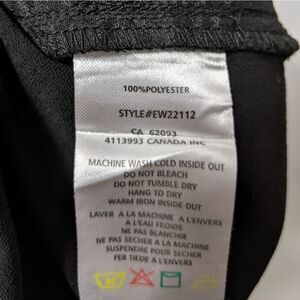 100%POLYESTER
STYLE#EW22112
CA 62093
4113993 CANADA INC
MACHINE WASH COLD INSIDE OUT
DO NOT BLEACH
DO NOT TUMBLE DRY
HANG TO DRY
WARM IRON INSIDE OUT
LAVER A LA MACHINE A L'ENVERS
A L'EAU FROIDE
NE PAS BLANCHIR
NE PAS SÉCHER A LA MACHINE
SUSPENDRE POUR SECHER
FER TIEDE A L'ENVERS